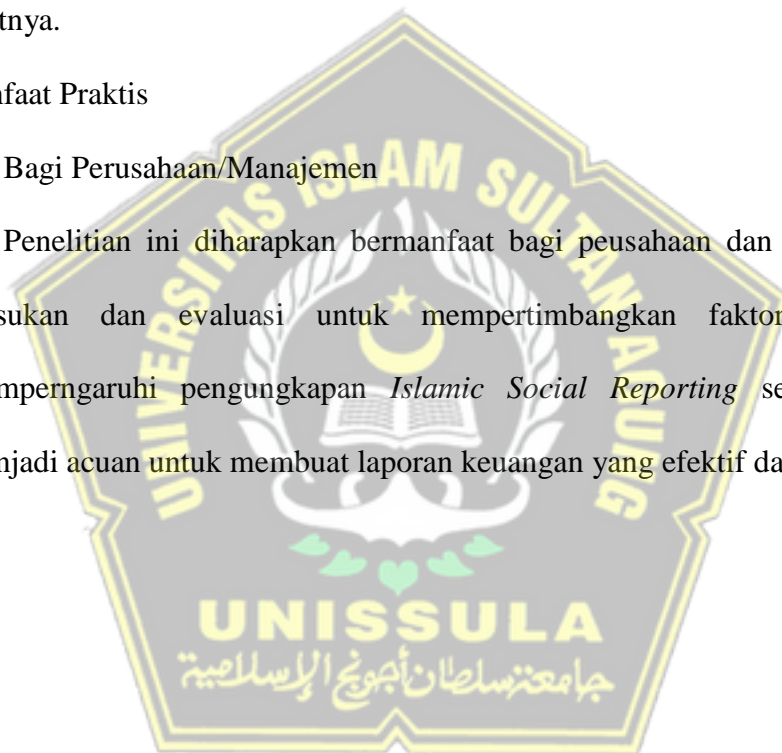 tnya.
nfaat Praktis
Bagi Perusahaan/Manajemen
Penelitian ini diharapkan bermanfaat bagi peusahaan dan
sukan dan evaluasi untuk mempertimbangkan faktor
mperngaruhi pengungkapan Islamic Social Reporting se
njadi acuan untuk membuat laporan keuangan yang efektif da
UNIVERSITAS ISLAM SULTAN AGUNG
UNISSULA
جامعتنسلطان أجونج الإسلامية